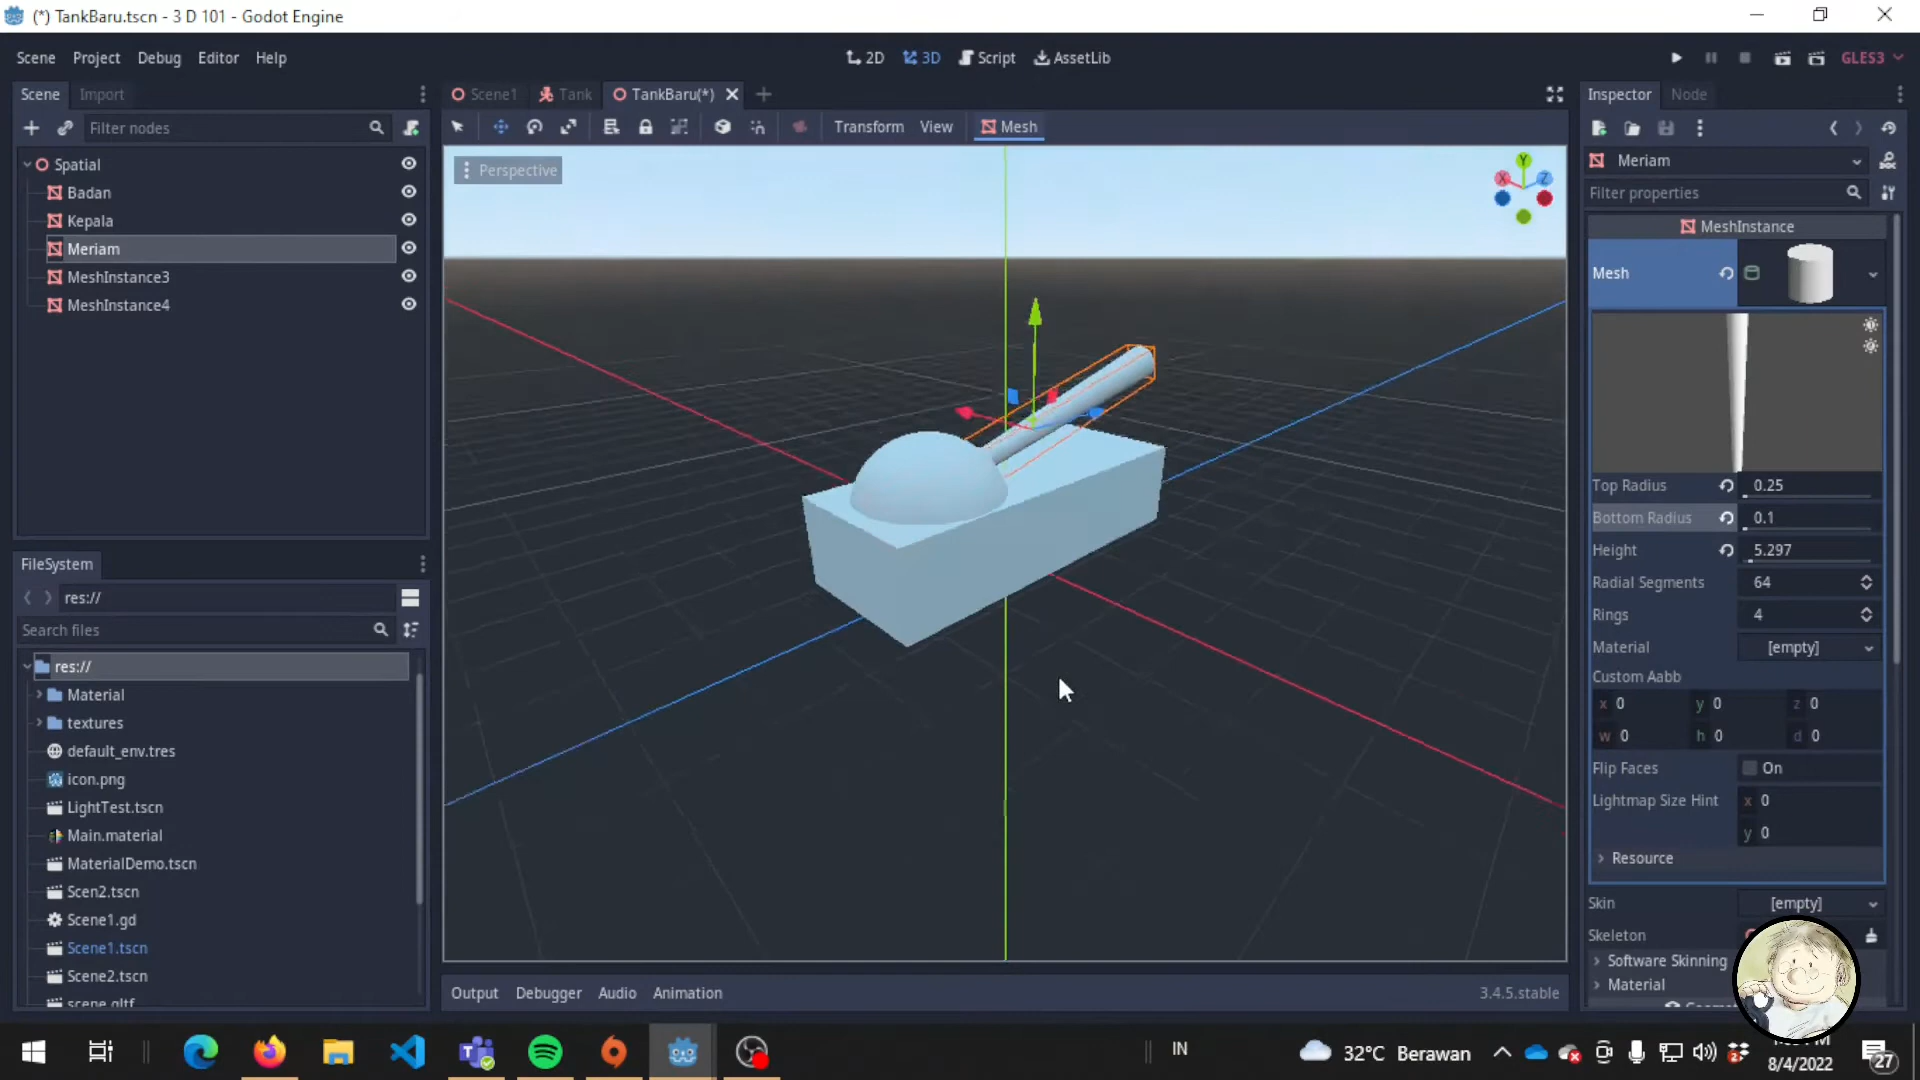 (*) TankBaru.tscn - 3 D 101 - Godot Engine
Scene Project Debug Editor Help
2D 3D Script AssetLib
GLES3
Scene Import
Scene1 Tank TankBaru(*)
Inspector Node
Filter nodes
Transform View Mesh
Spatial
Badan
Kepala
Meriam
MeshInstance3
MeshInstance4
FileSystem
res://
Search files
res://
Material
textures
default_env.tres
icon.png
LightTest.tscn
Main.material
MaterialDemo.tscn
Scen2.tscn
Scene1.gd
Scene1.tscn
Scene2.tscn
scene.gltf
Perspective
Y
X
Z
Output Debugger Audio Animation
3.4.5.stable
Meriam
Filter properties
MeshInstance
Mesh
Top Radius 0.25
Bottom Radius 0.1
Height 5.297
Radial Segments 64
Rings 4
Material [empty]
Custom Aabb
x 0 y 0 z 0
w 0 h 0 d 0
Flip Faces On
Lightmap Size Hint x 0
y 0
Resource
Skin [empty]
Skeleton
Software Skinning
Material
IN
32°C Berawan
8/4/2022
27